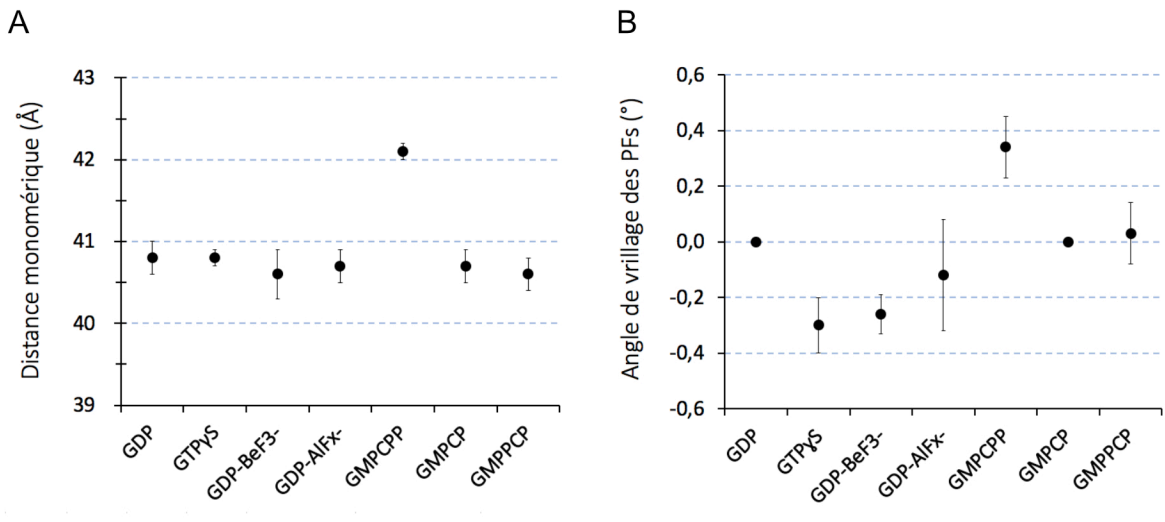 A
Distance monomérique (Å)
43
42
41
40
39
GDP
GTPγS
GDP-BeF3-
GDP-AlFx-
GMPCPP
GMPCP
GMPPCP
B
Angle de vrillage des PFs (°)
0,6
0,4
0,2
0,0
-0,2
-0,4
-0,6
GDP
GTPɣS
GDP-BeF3-
GDP-AlFx-
GMPCPP
GMPCP
GMPPCP